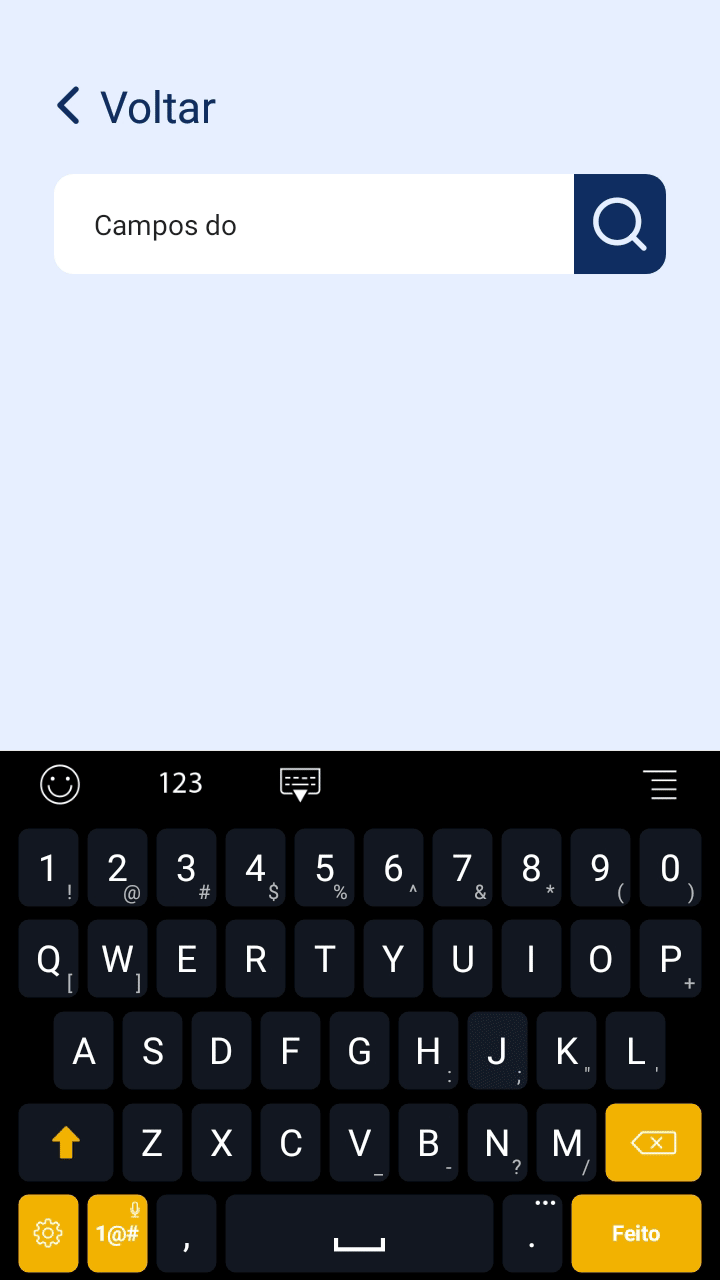 Voltar
Campos do
123
1 ! 2 @ 3 # 4 $ 5 % 6 ^ 7 & 8 * 9 ( 0 )
Q [ W ] E R T Y U I O P +
A S D F G H : J ; K " L '
Z X C V _ B - N ? M /
1@# , . ... Feito